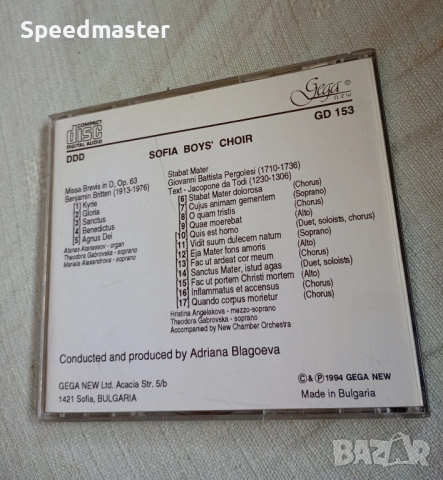 Speedmaster
COMPACT
disc
DIGITAL AUDIO
DDD
SOFIA BOYS' CHOIR
Gega ®
new
GD 153
Missa Brevis in D, Op. 63
Benjamin Britten (1913-1976)
1 Kyrie
2 Gloria
3 Sanctus
4 Benedictus
5 Agnus Dei
Atanas Atanassov - organ
Theodora Gabrovska - soprano
Mariela Alexandrova - soprano
Stabat Mater
Giovanni Battista Pergolesi (1710-1736)
Text - Jacopone da Todi (1230-1306)
6 Stabat Mater dolorosa (Chorus)
7 Cujus animam gementem (Soprano)
8 O quam tristis (Chorus)
9 Quae moerebat (Alto)
10 Quis est homo (Duet, soloists, chorus)
11 Vidit suum dulcem natum (Soprano)
12 Eja Mater fons amoris (Alto)
13 Fac ut ardeat cor meum (Chorus)
14 Sanctus Mater, istud agas (Duet, soloists)
15 Fac ut portem Christi mortem (Alto)
16 Inflammatus et accensus (Chorus)
17 Quando corpus morietur (Chorus)
Hristina Angelakova - mezzo-soprano
Theodora Gabrovska - soprano
Accompanied by New Chamber Orchestra
Conducted and produced by Adriana Blagoeva
GEGA NEW Ltd. Acacia Str. 5/b
1421 Sofia, BULGARIA
© & ℗ 1994 GEGA NEW
Made in Bulgaria
bazar.bg